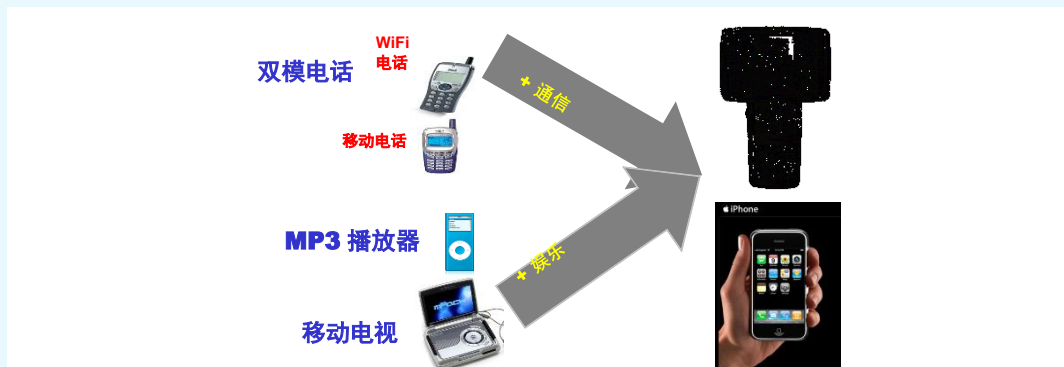 WiFi
电话
双模电话
+ 通信
移动电话
iPhone
MP3 播放器
+ 娱乐
移动电视